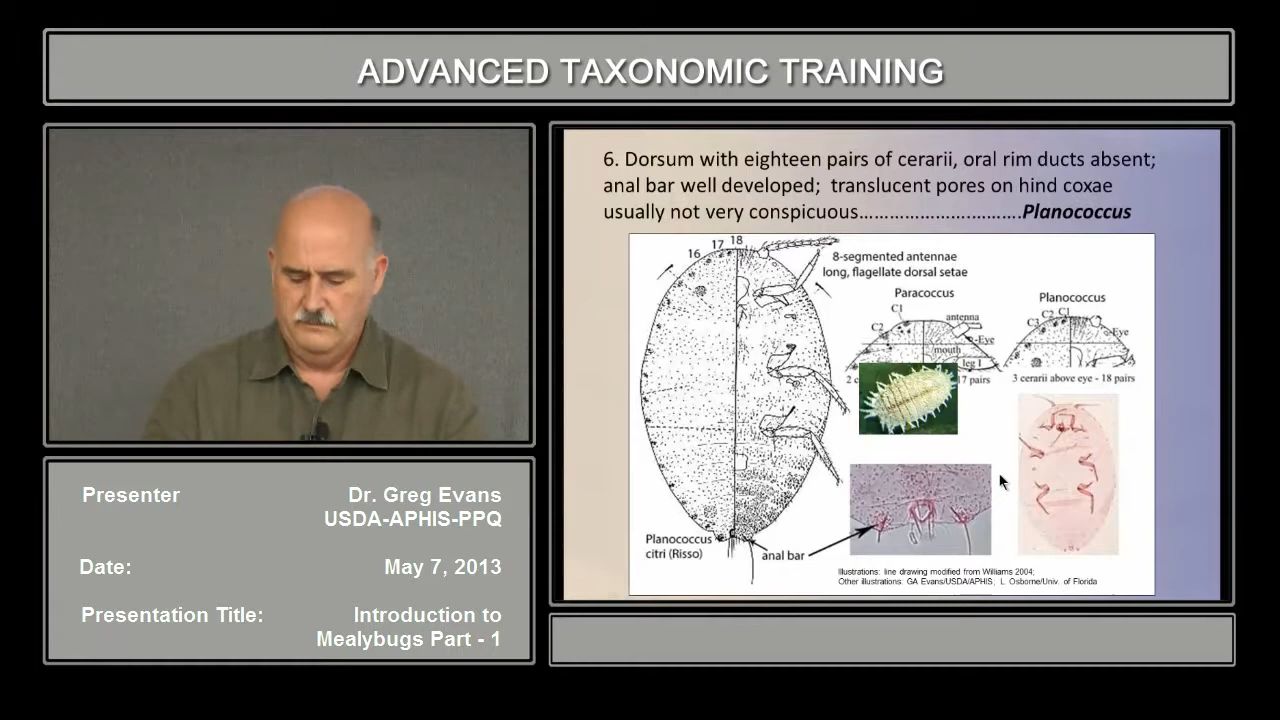 ADVANCED TAXONOMIC TRAINING
6. Dorsum with eighteen pairs of cerarii, oral rim ducts absent;
anal bar well developed; translucent pores on hind coxae
usually not very conspicuous……………………………Planococcus
16 17 18
8-segmented antennae
long, flagellate dorsal setae
Paracoccus
C1
C2
antenna
Eye
mouth
leg I
2 c
17 pairs
Planococcus
C3 C2 C1
Eye
3 cerarii above eye - 18 pairs
Planococcus
citri (Risso)
anal bar
Illustrations: line drawing modified from Williams 2004;
Other illustrations: GA Evans/USDA/APHIS; L. Osborne/Univ. of Florida
Presenter Dr. Greg Evans
USDA-APHIS-PPQ
Date: May 7, 2013
Presentation Title: Introduction to
Mealybugs Part - 1